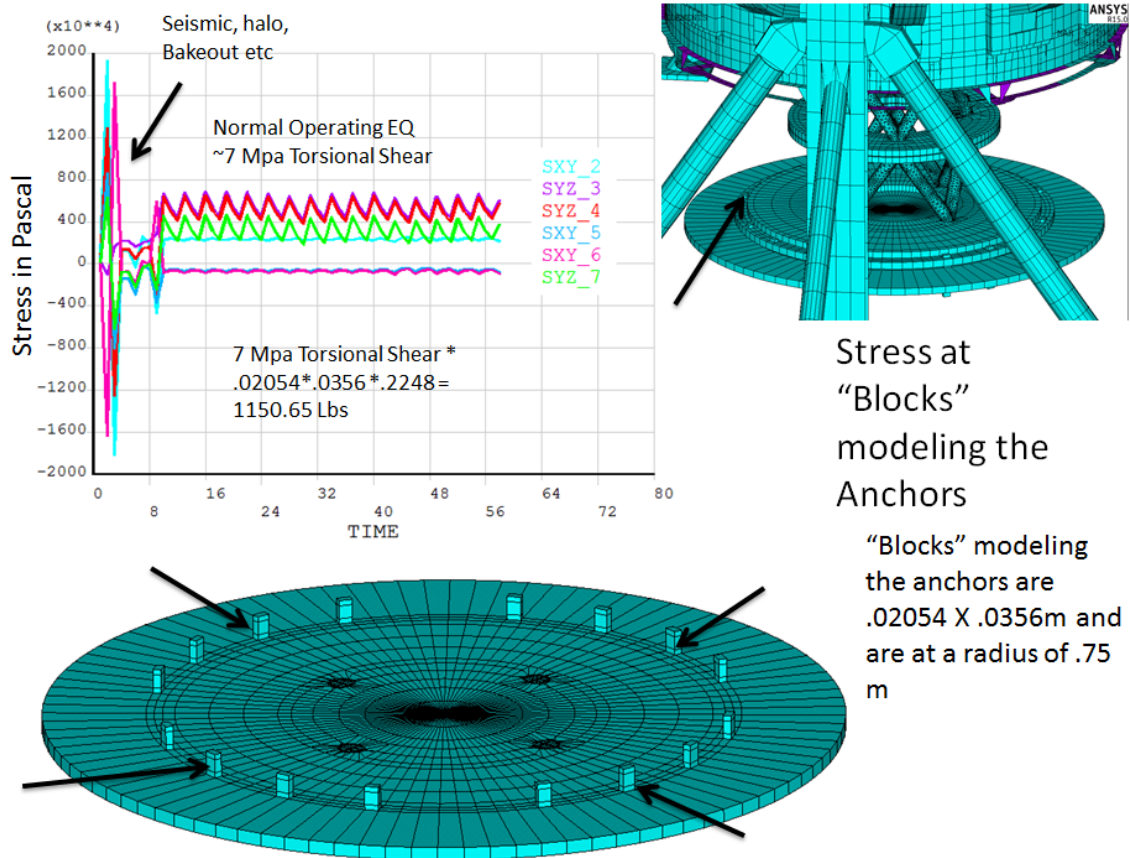 (x10**4)
2000
1600
1200
800
400
0
-400
-800
-1200
-1600
-2000
Stress in Pascal
0
16
32
48
64
80
8
24
40
56
72
TIME
Seismic, halo,
Bakeout etc
Normal Operating EQ
~7 Mpa Torsional Shear
SXY_2
SYZ_3
SYZ_4
SXY_5
SXY_6
SYZ_7
7 Mpa Torsional Shear *
.02054*.0356*.2248=
1150.65 Lbs
ANSYS
R15.0
Stress at
“Blocks”
modeling the
Anchors
“Blocks” modeling
the anchors are
.02054 X .0356m and
are at a radius of .75
m